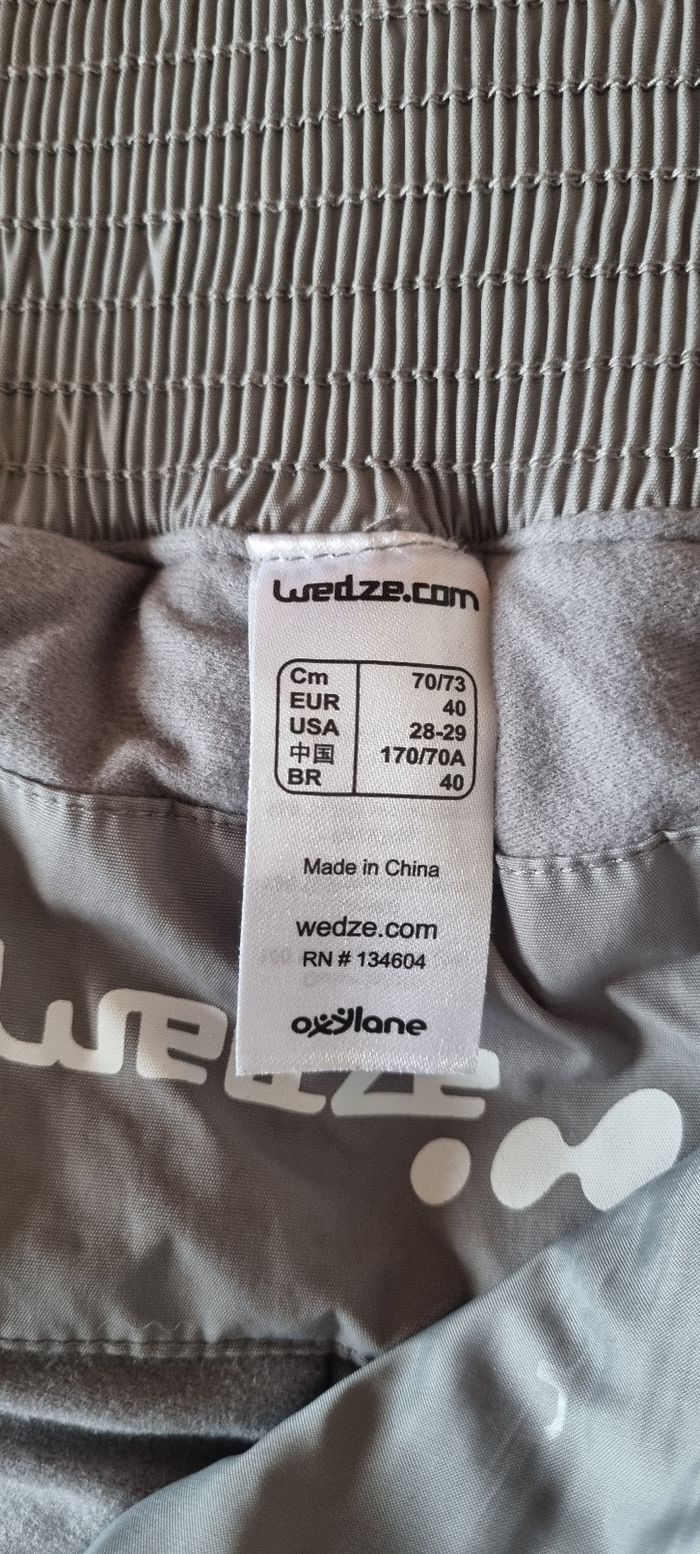 wedze.com
Cm 70/73
EUR 40
USA 28-29
中国 170/70A
BR 40
Made in China
wedze.com
RN # 134604
oxylane
wedze